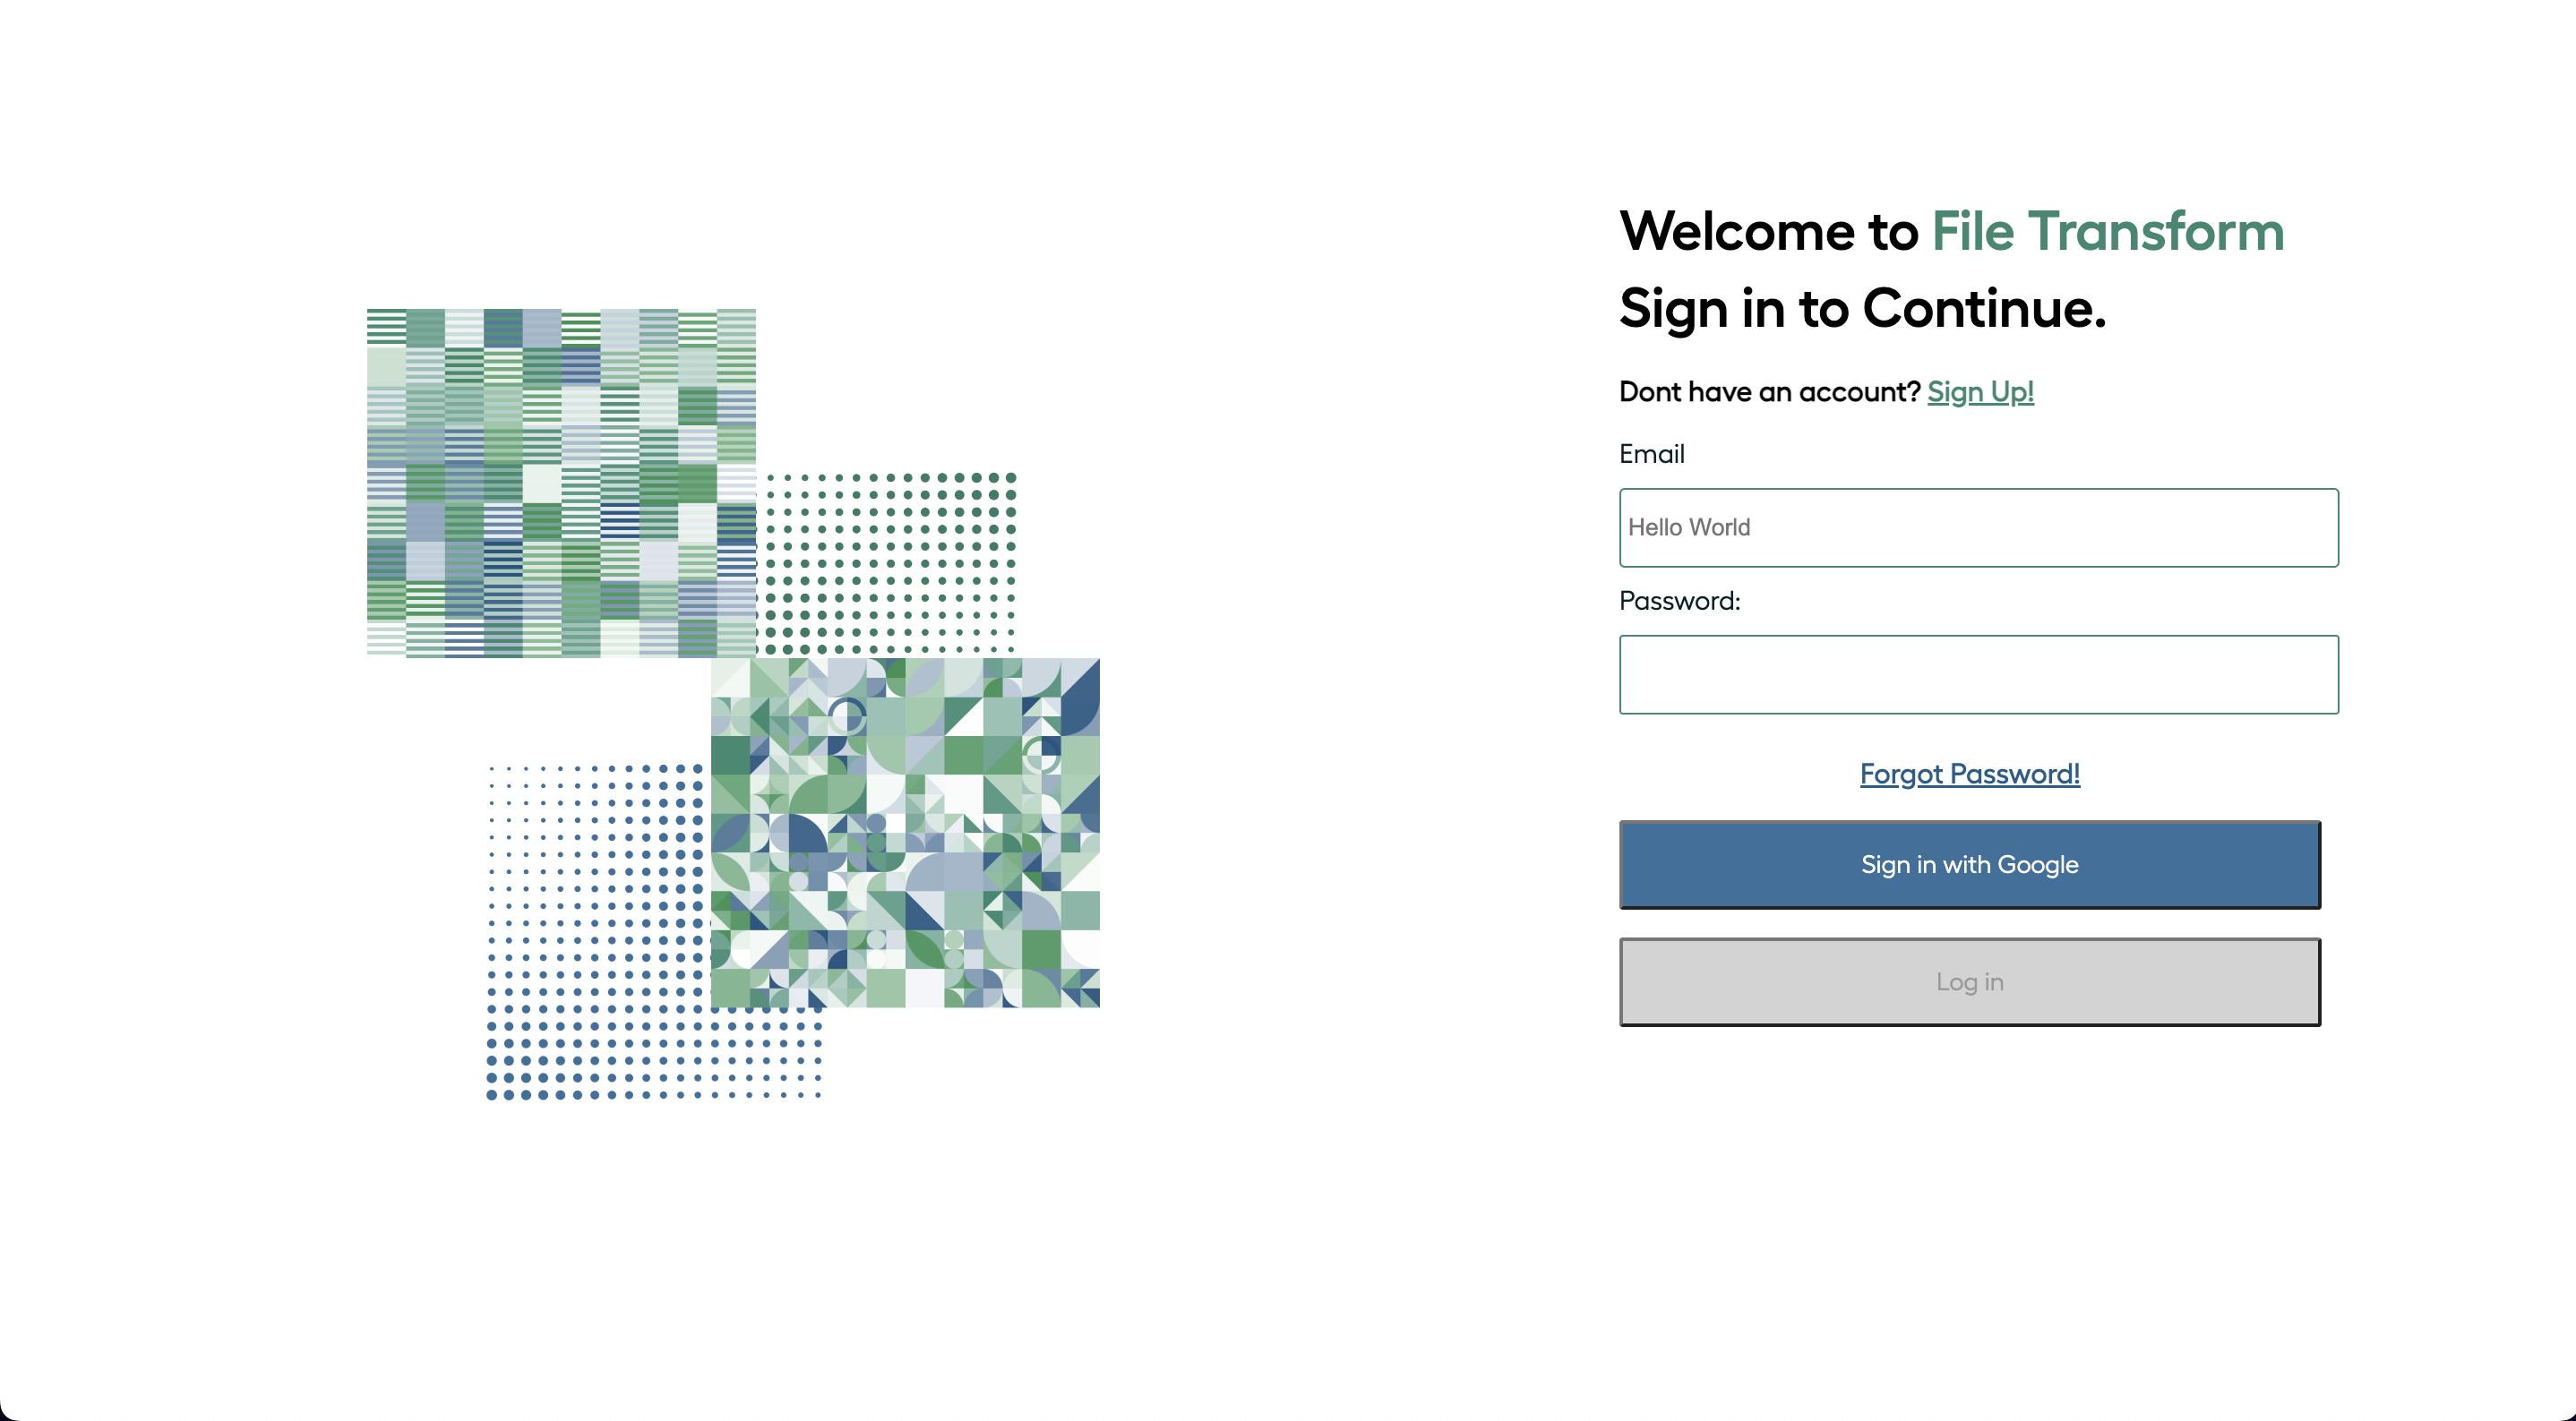 Welcome to File Transform
Sign in to Continue.
Dont have an account? Sign Up!
Email
Hello World
Password:
Forgot Password!
Sign in with Google
Log in